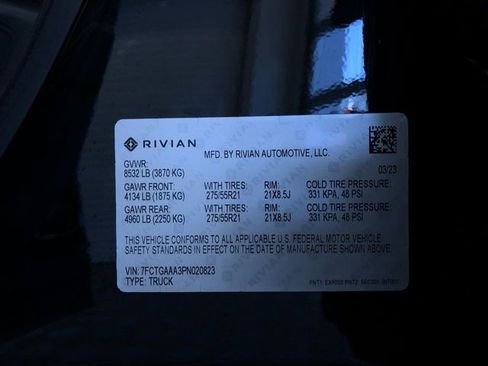 RIVIAN
MFD. BY RIVIAN AUTOMOTIVE, LLC.
GVWR:
8532 LB (3870 KG)
03/23
GAWR FRONT: WITH TIRES: RIM: COLD TIRE PRESSURE:
4134 LB (1875 KG) 275/55R21 21X8.5J 331 KPA, 48 PSI
GAWR REAR: WITH TIRES: RIM: COLD TIRE PRESSURE:
4960 LB (2250 KG) 275/55R21 21X8.5J 331 KPA, 48 PSI
THIS VEHICLE CONFORMS TO ALL APPLICABLE U.S. FEDERAL MOTOR VEHICLE
SAFETY STANDARDS IN EFFECT ON THE DATE OF MANUFACTURE SHOWN ABOVE.
VIN: 7FCTGAAA3PN020823
TYPE: TRUCK